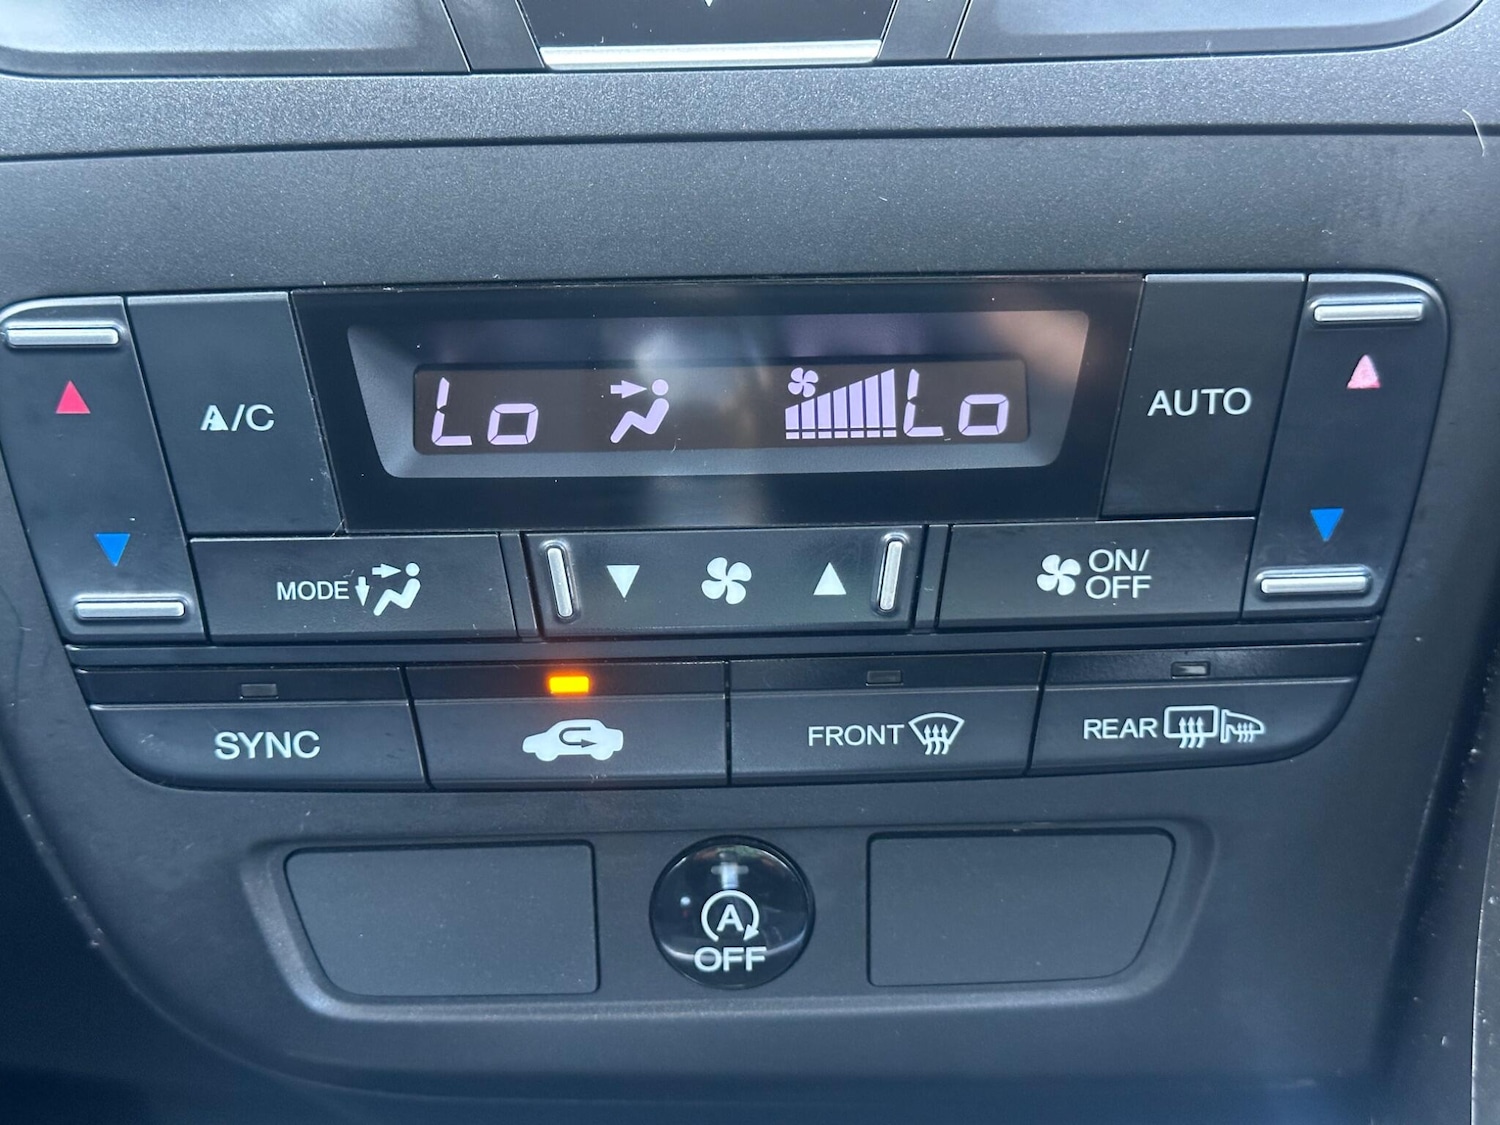 Lo Lo
A/C
AUTO
MODE
ON/
OFF
SYNC
FRONT
REAR
A
OFF